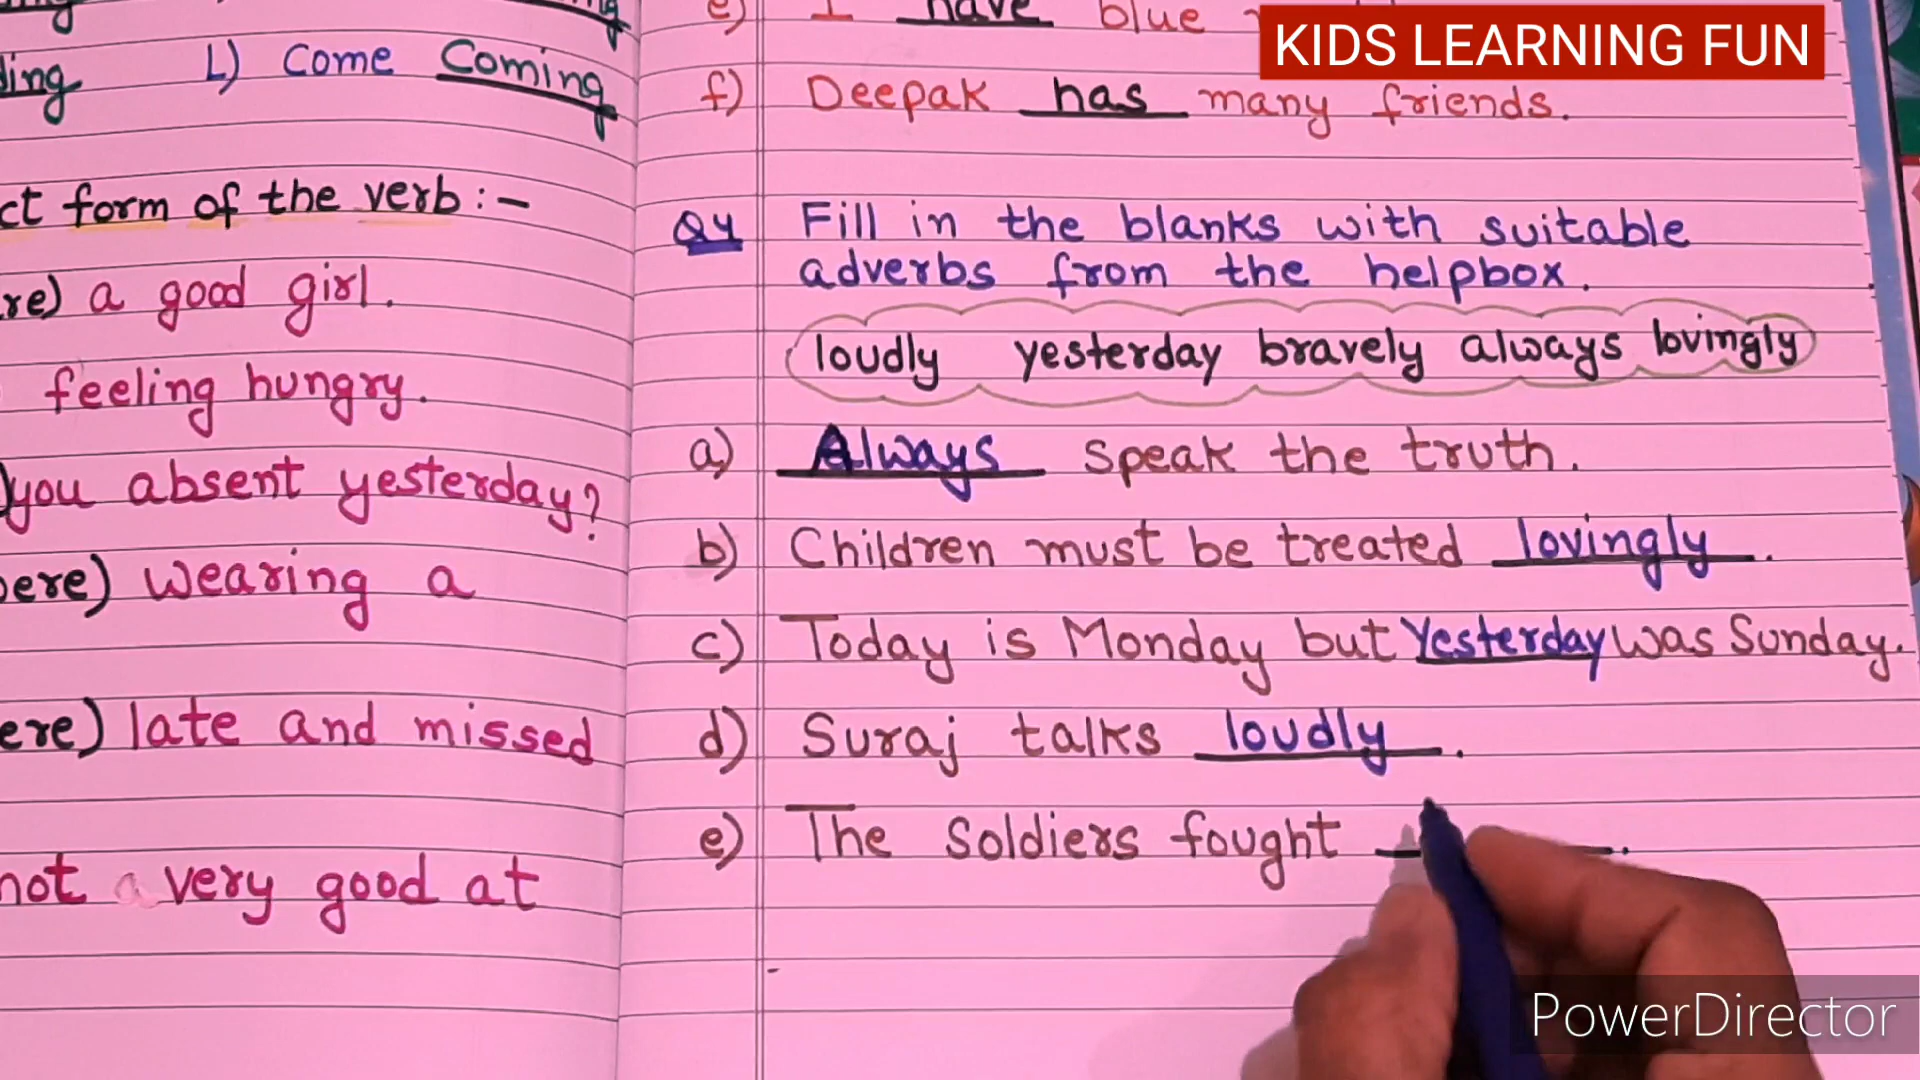 L) Come Coming
ct form of the verb :-
re) a good girl.
feeling hungry.
you absent yesterday?
ere) wearing a
ere) late and missed
not a very good at
e) I have blue
KIDS LEARNING FUN
f) Deepak has many friends.
Q4 Fill in the blanks with suitable
adverbs from the helpbox.
loudly yesterday bravely always lovingly
a) Always speak the truth.
b) Children must be treated lovingly.
c) Today is Monday but Yesterday was Sunday.
d) Suraj talks loudly.
e) The Soldiers fought
PowerDirector